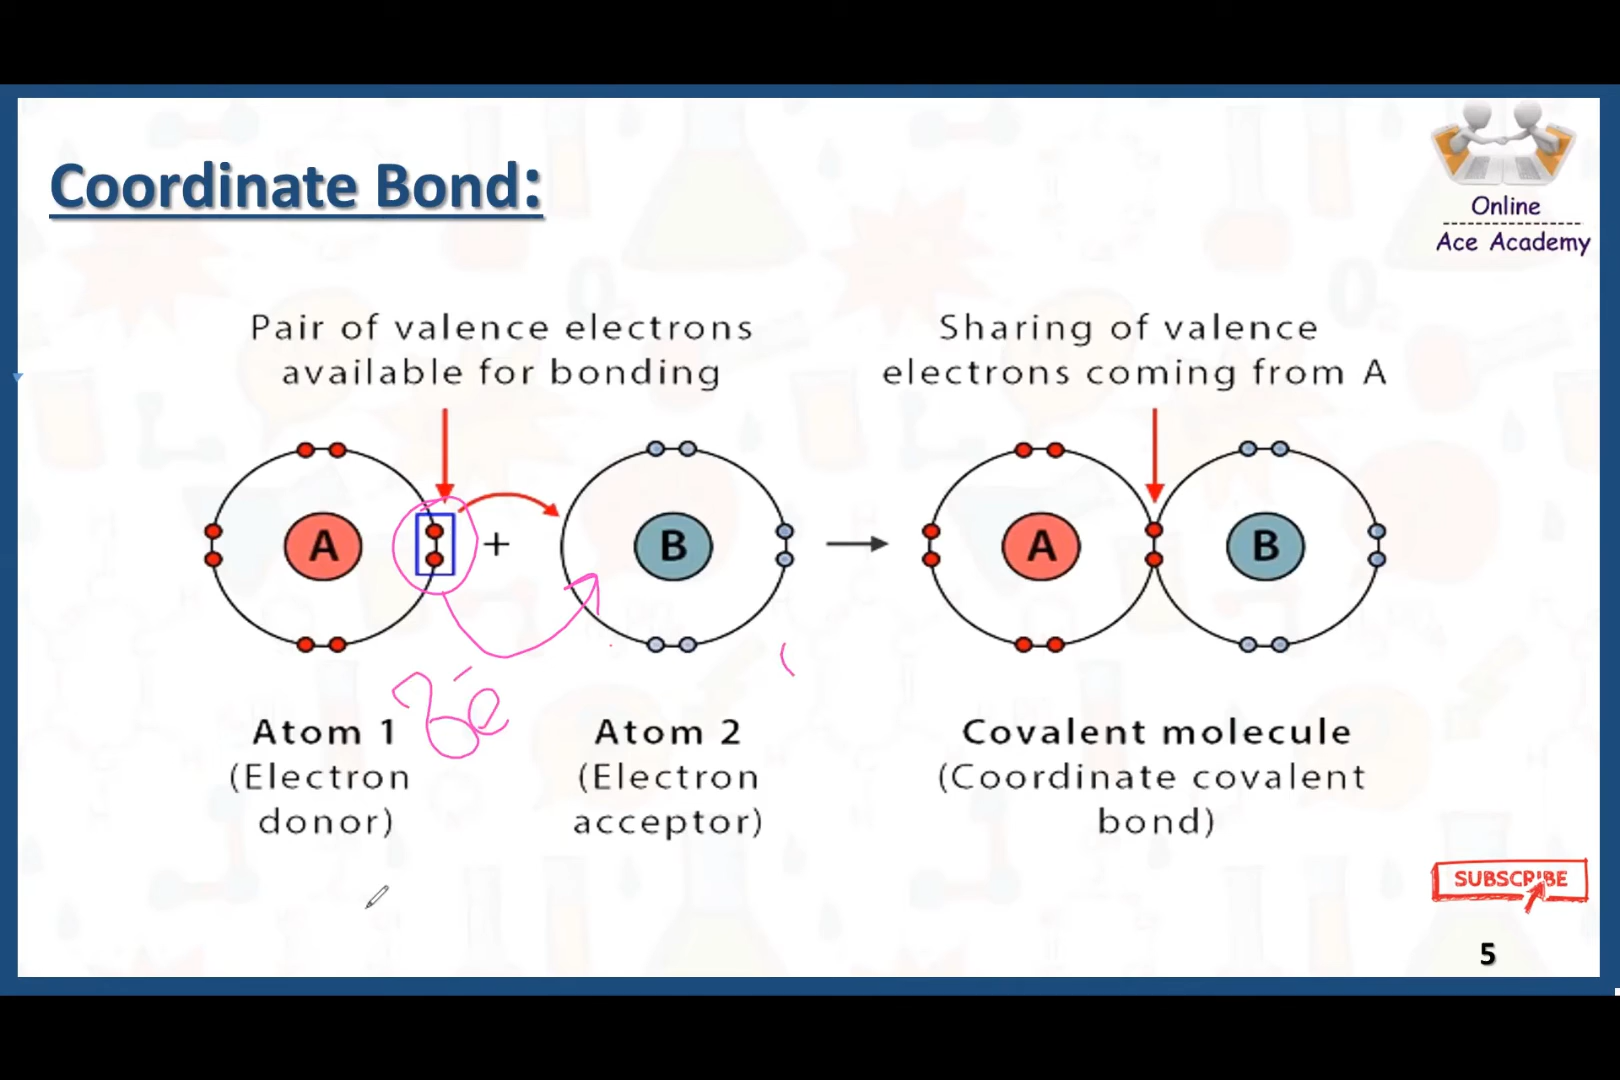 Coordinate Bond:
Online
Ace Academy
Pair of valence electrons
available for bonding
Sharing of valence
electrons coming from A
A
+
B
A
B
Atom 1
(Electron
donor)
Atom 2
(Electron
acceptor)
Covalent molecule
(Coordinate covalent
bond)
SUBSCRIBE
5